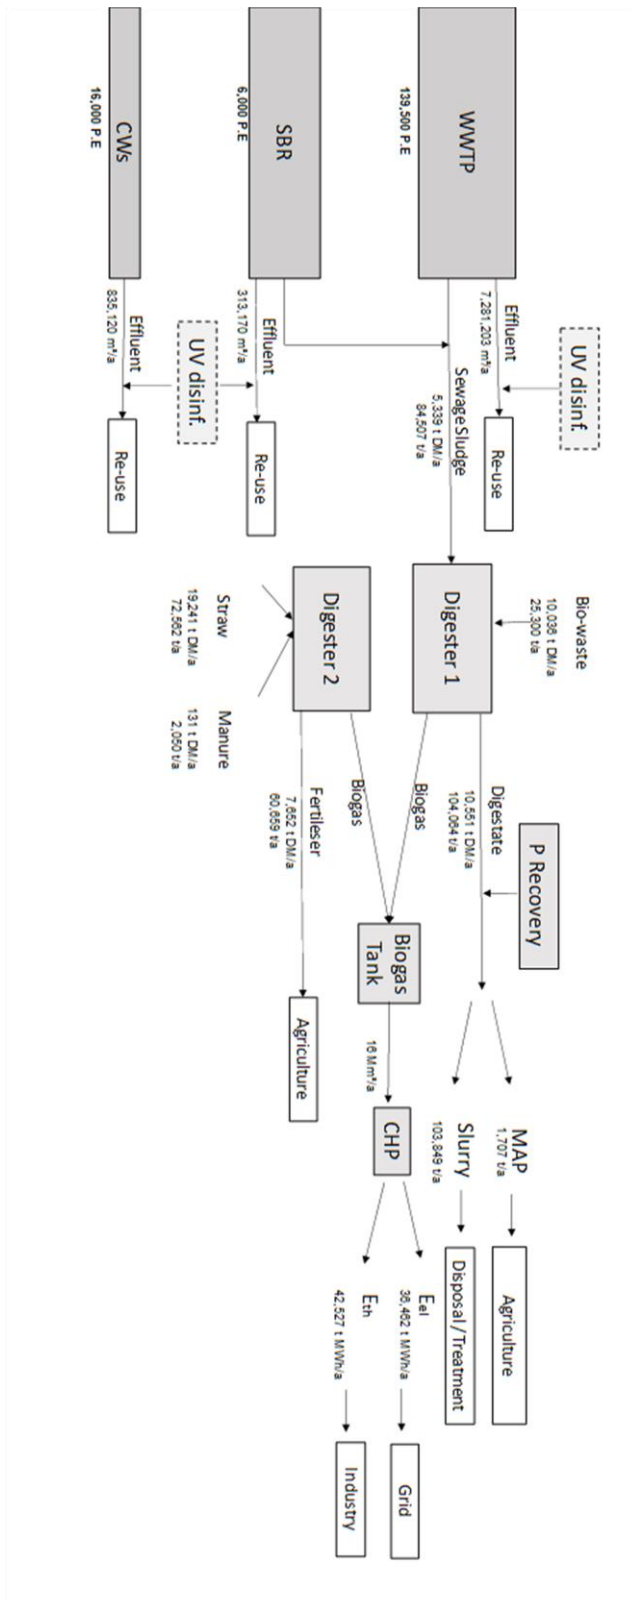 UV disinf.
WWTP
139,500 P.E
Effluent
7,281,203 m³/a
Re-use
Sewage Sludge
5,339 t DM/a
84,507 t/a
Bio-waste
10,036 t DM/a
25,300 t/a
Digester 1
Digestate
10,551 t DM/a
104,064 t/a
P Recovery
MAP
1,707 t/a
Agriculture
Slurry
103,849 t/a
Disposal/Treatment
Biogas
Biogas
Biogas
Tank
16 Mm³/a
CHP
Eel
36,462 t MWh/a
Grid
Eth
42,527 t MWh/a
Industry
SBR
6,000 P.E
Effluent
313,170 m³/a
Re-use
UV disinf.
Digester 2
Fertileser
7,652 t DM/a
60,659 t/a
Agriculture
Straw
19,241 t DM/a
72,562 t/a
Manure
131 t DM/a
2,050 t/a
CWs
16,000 P.E
Effluent
835,120 m³/a
Re-use